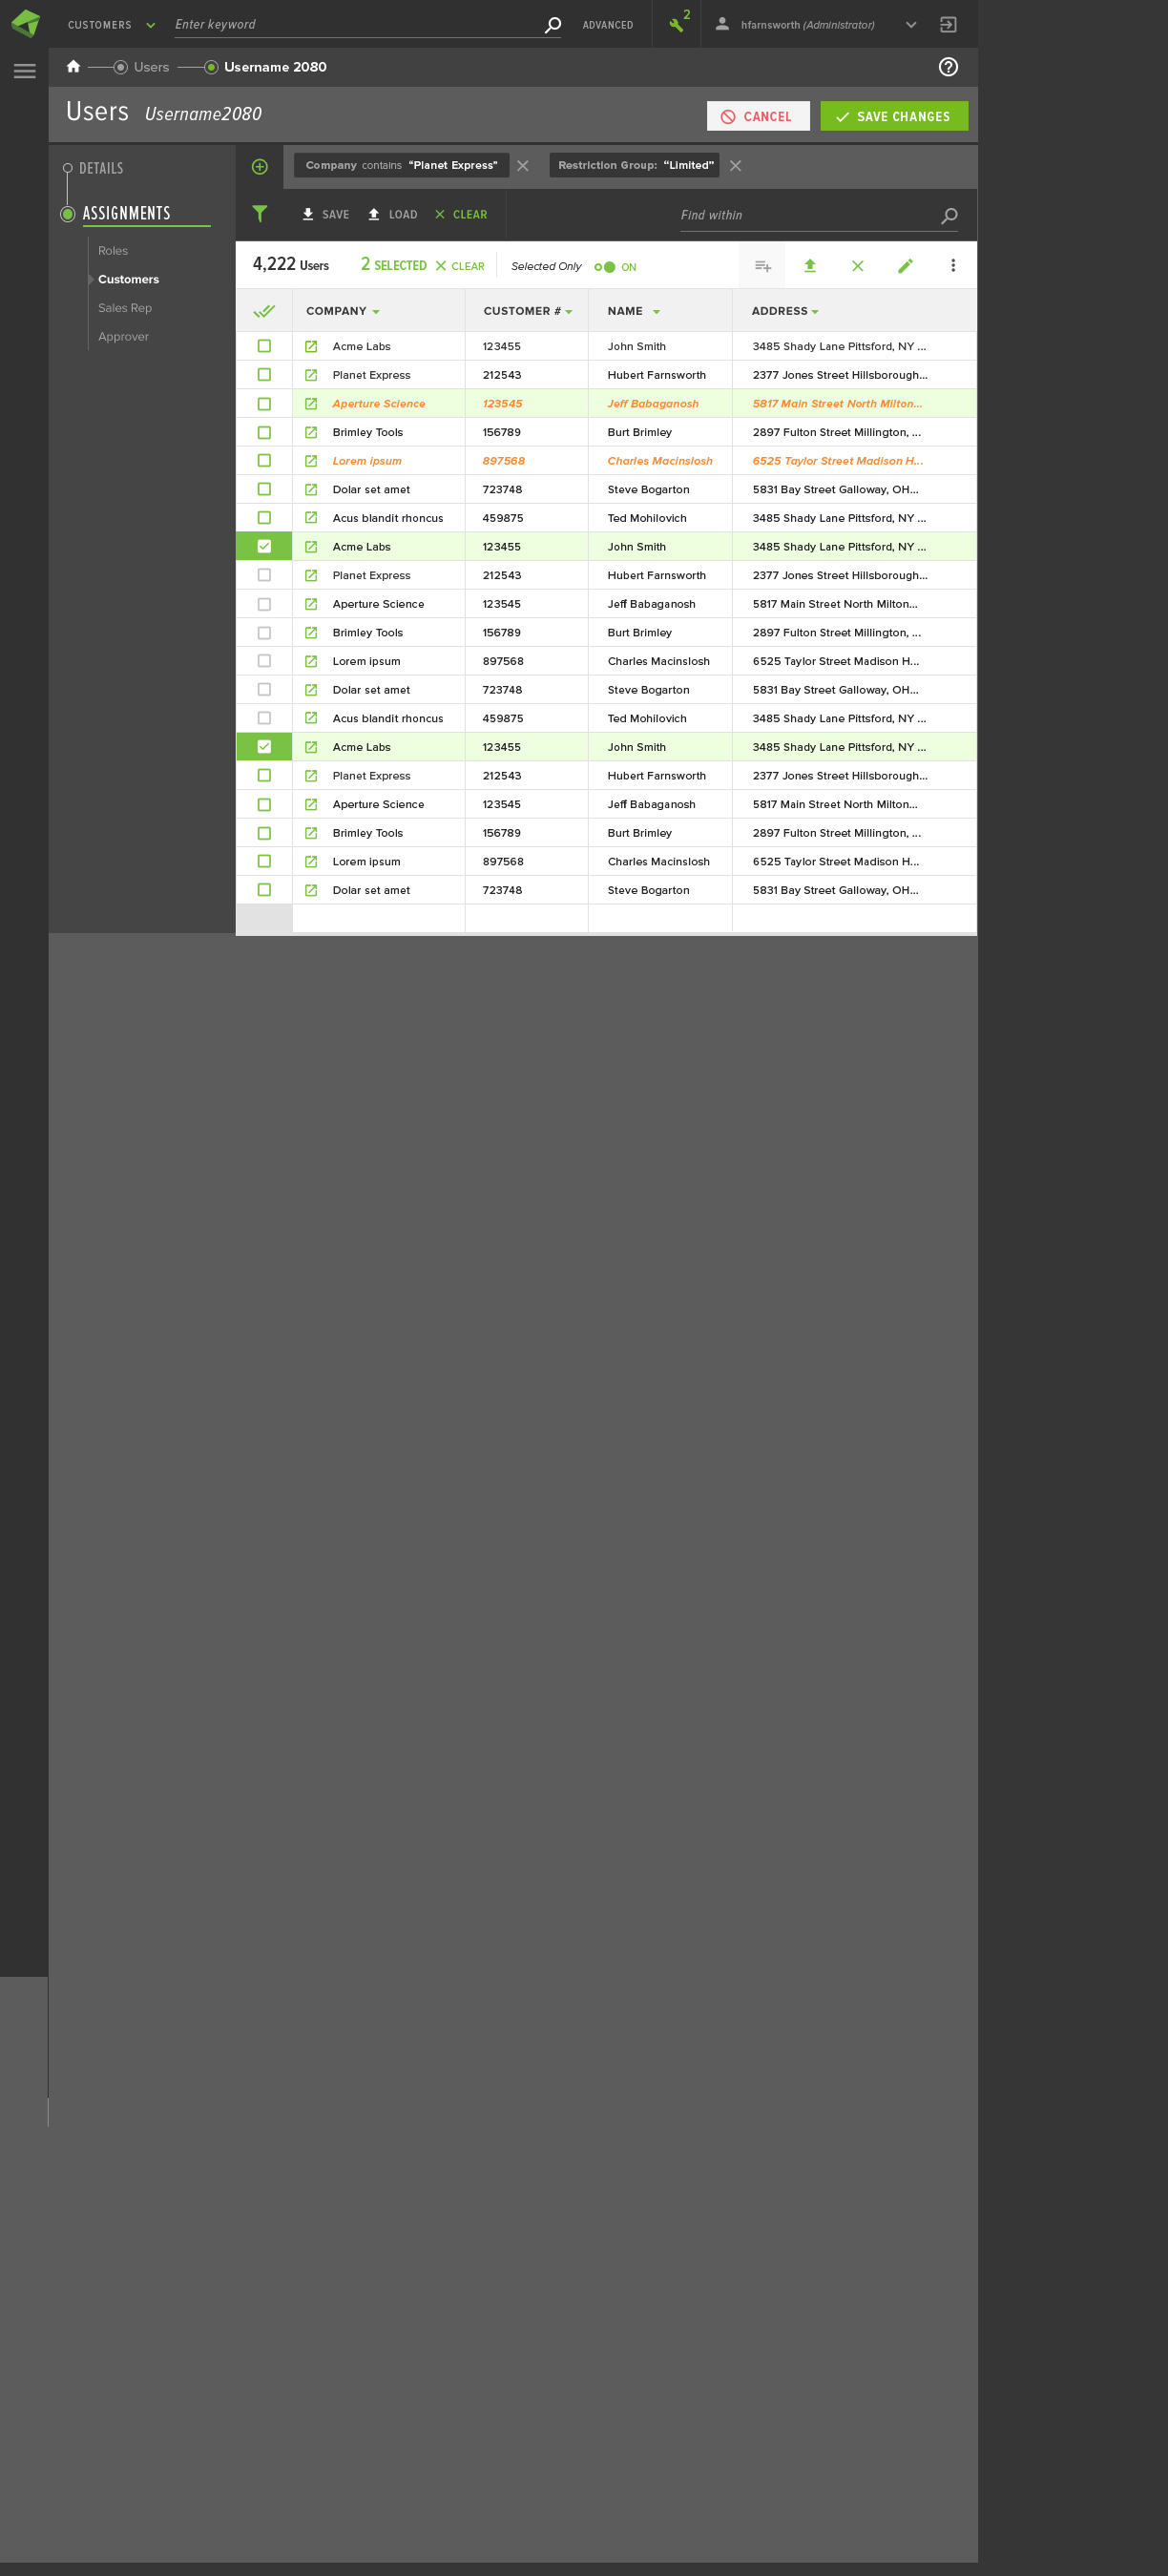 CUSTOMERS Enter keyword ADVANCED 2 hfarnsworth (Administrator)
Users Username 2080
Users Username2080 CANCEL SAVE CHANGES
DETAILS
ASSIGNMENTS
Roles
Customers
Sales Rep
Approver
Company contains “Planet Express” Restriction Group: “Limited”
SAVE LOAD CLEAR Find within
4,222 Users 2 SELECTED CLEAR Selected Only ON
COMPANY CUSTOMER # NAME ADDRESS
Acme Labs 123455 John Smith 3485 Shady Lane Pittsford, NY ...
Planet Express 212543 Hubert Farnsworth 2377 Jones Street Hillsborough...
Aperture Science 123545 Jeff Babaganosh 5817 Main Street North Milton...
Brimley Tools 156789 Burt Brimley 2897 Fulton Street Millington, ...
Lorem ipsum 897568 Charles Macinslosh 6525 Taylor Street Madison H...
Dolar set amet 723748 Steve Bogarton 5831 Bay Street Galloway, OH...
Acus blandit rhoncus 459875 Ted Mohilovich 3485 Shady Lane Pittsford, NY ...
Acme Labs 123455 John Smith 3485 Shady Lane Pittsford, NY ...
Planet Express 212543 Hubert Farnsworth 2377 Jones Street Hillsborough...
Aperture Science 123545 Jeff Babaganosh 5817 Main Street North Milton...
Brimley Tools 156789 Burt Brimley 2897 Fulton Street Millington, ...
Lorem ipsum 897568 Charles Macinslosh 6525 Taylor Street Madison H...
Dolar set amet 723748 Steve Bogarton 5831 Bay Street Galloway, OH...
Acus blandit rhoncus 459875 Ted Mohilovich 3485 Shady Lane Pittsford, NY ...
Acme Labs 123455 John Smith 3485 Shady Lane Pittsford, NY ...
Planet Express 212543 Hubert Farnsworth 2377 Jones Street Hillsborough...
Aperture Science 123545 Jeff Babaganosh 5817 Main Street North Milton...
Brimley Tools 156789 Burt Brimley 2897 Fulton Street Millington, ...
Lorem ipsum 897568 Charles Macinslosh 6525 Taylor Street Madison H...
Dolar set amet 723748 Steve Bogarton 5831 Bay Street Galloway, OH...